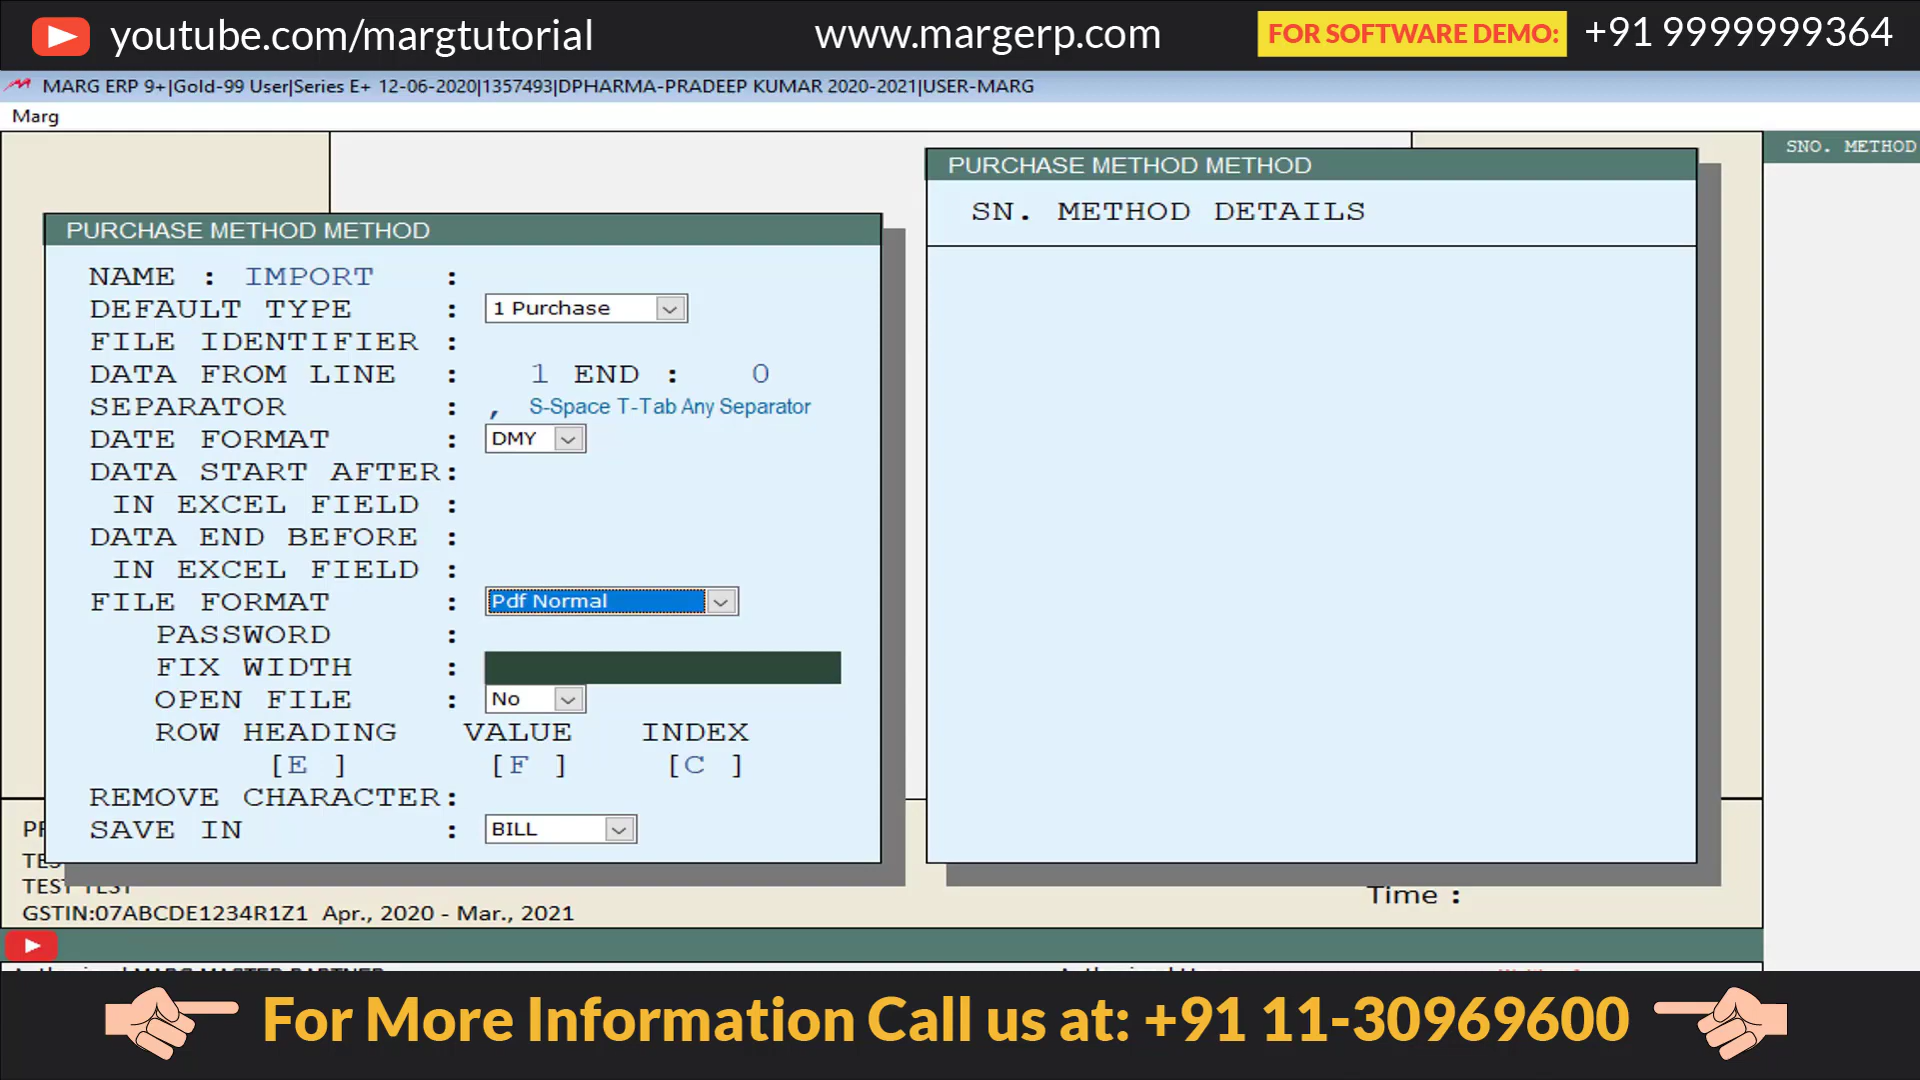 youtube.com/margtutorial
www.margerp.com
FOR SOFTWARE DEMO:
+91 9999999364
MARG ERP 9+|Gold-99 User|Series E+ 12-06-2020|1357493|DPHARMA-PRADEEP KUMAR 2020-2021|USER-MARG
Marg
SNO. METHOD
PURCHASE METHOD METHOD
NAME : IMPORT :
DEFAULT TYPE : 1 Purchase
FILE IDENTIFIER :
DATA FROM LINE : 1 END : 0
SEPARATOR : , S-Space T-Tab Any Separator
DATE FORMAT : DMY
DATA START AFTER:
IN EXCEL FIELD :
DATA END BEFORE :
IN EXCEL FIELD :
FILE FORMAT : Pdf Normal
PASSWORD :
FIX WIDTH :
OPEN FILE : No
ROW HEADING VALUE INDEX
[E ] [F ] [C ]
REMOVE CHARACTER:
SAVE IN : BILL
PURCHASE METHOD METHOD
SN. METHOD DETAILS
TEST TEST
GSTIN:07ABCDE1234R1Z1 Apr., 2020 - Mar., 2021
Time :
For More Information Call us at: +91 11-30969600